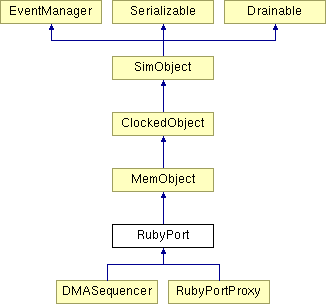 EventManager Serializable Drainable
SimObject
ClockedObject
MemObject
RubyPort
DMASequencer RubyPortProxy